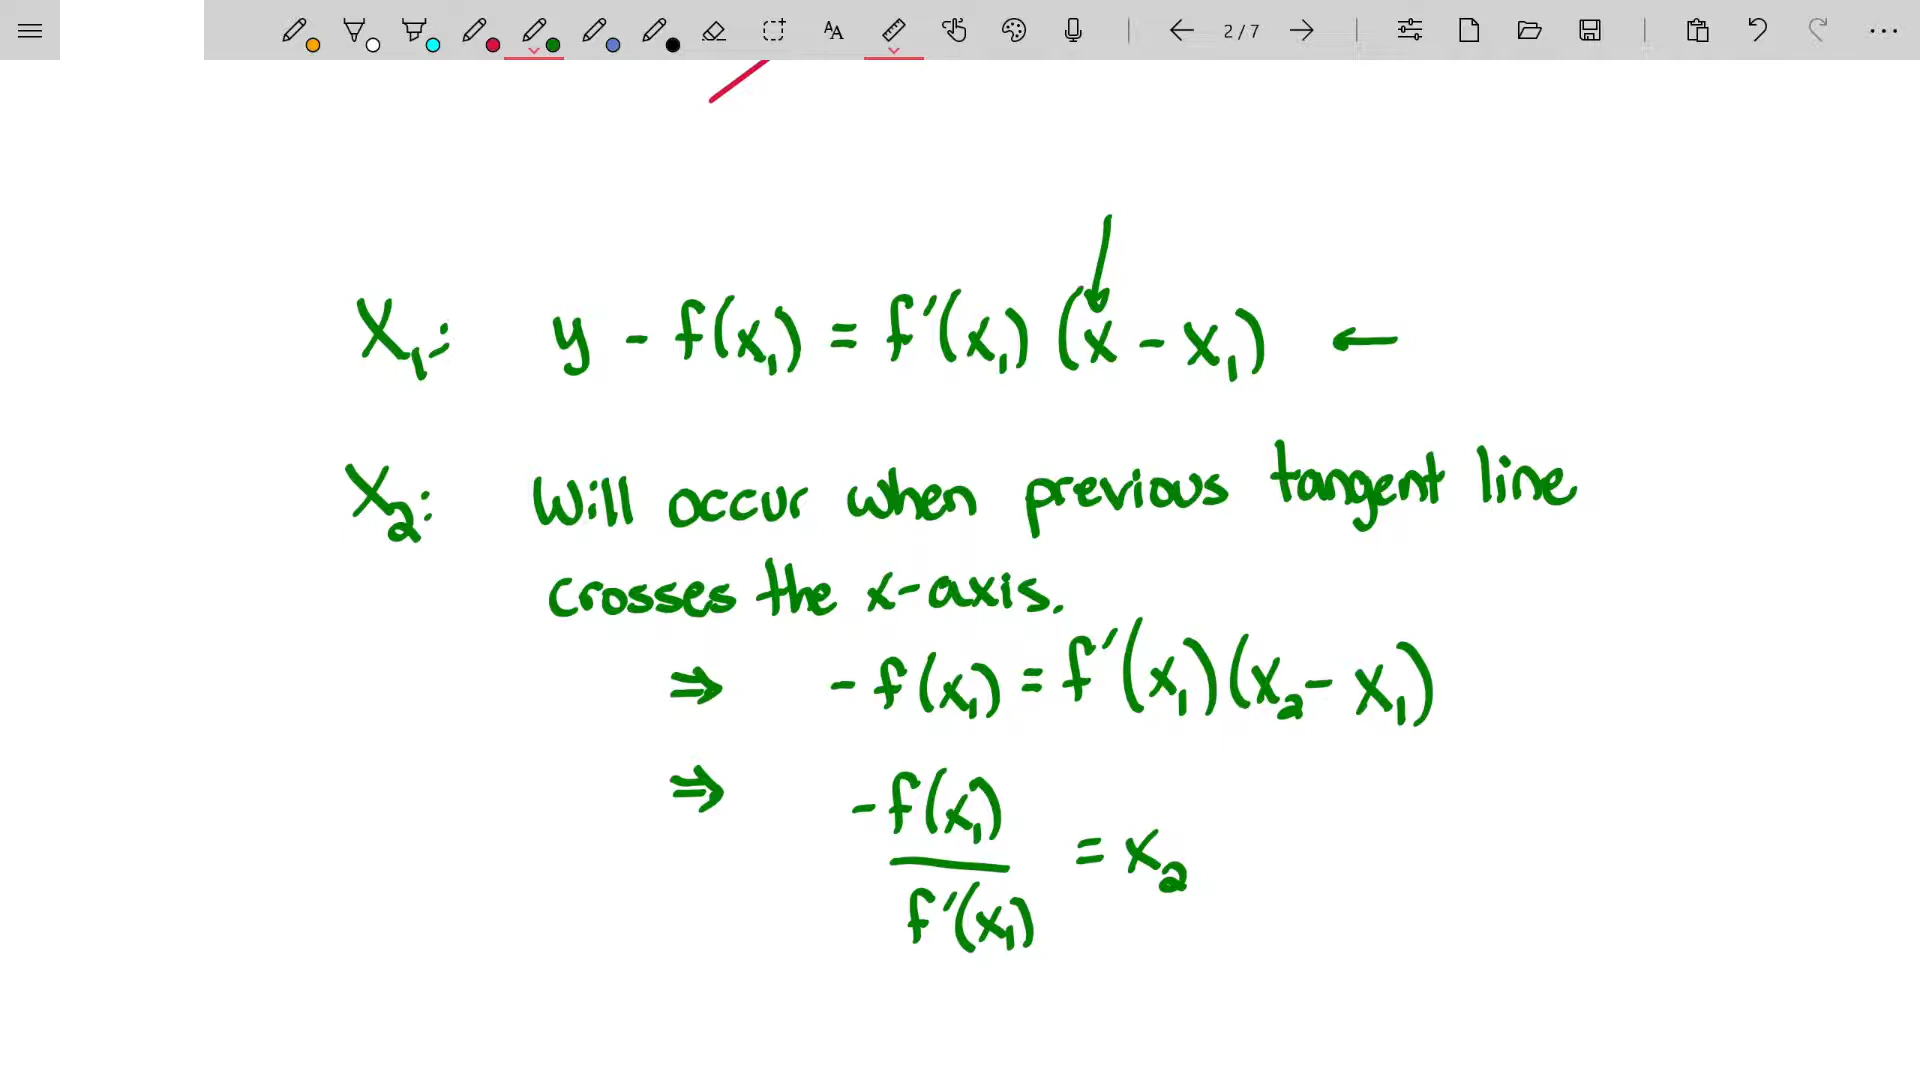 2/7
X₁: y - f(x₁) = f'(x₁) (x - x₁) ←
X₂: Will occur when previous tangent line
crosses the x-axis.
⇒ - f(x₁) = f'(x₁)(x₂ - x₁)
⇒ -f(x₁)/f'(x₁) = x₂